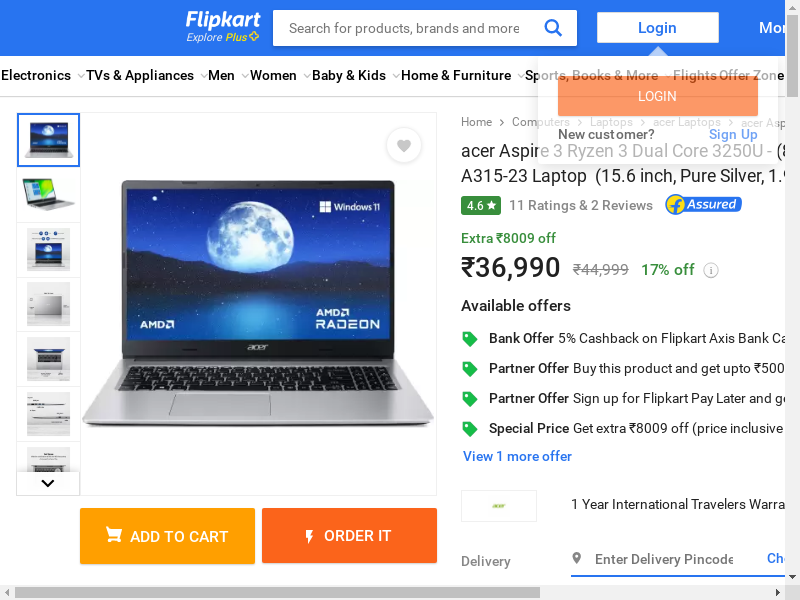 Flipkart
Explore Plus
Search for products, brands and more
Login
Mor
Electronics
TVs & Appliances
Men
Women
Baby & Kids
Home & Furniture
Sports, Books & More
Flights
Offer Zone
LOGIN
New customer?
Sign Up
Home
Computers
Laptops
acer Laptops
acer Asp
acer Aspire 3 Ryzen 3 Dual Core 3250U - (8
A315-23 Laptop (15.6 inch, Pure Silver, 1.9
4.6
11 Ratings & 2 Reviews
Assured
Extra ₹8009 off
₹36,990
₹44,999
17% off
i
Available offers
Bank Offer 5% Cashback on Flipkart Axis Bank Ca
Partner Offer Buy this product and get upto ₹500
Partner Offer Sign up for Flipkart Pay Later and ge
Special Price Get extra ₹8009 off (price inclusive
View 1 more offer
acer
1 Year International Travelers Warra
Delivery
Enter Delivery Pincode
Che
Windows 11
AMD
AMD
RADEON
acer
ADD TO CART
ORDER IT